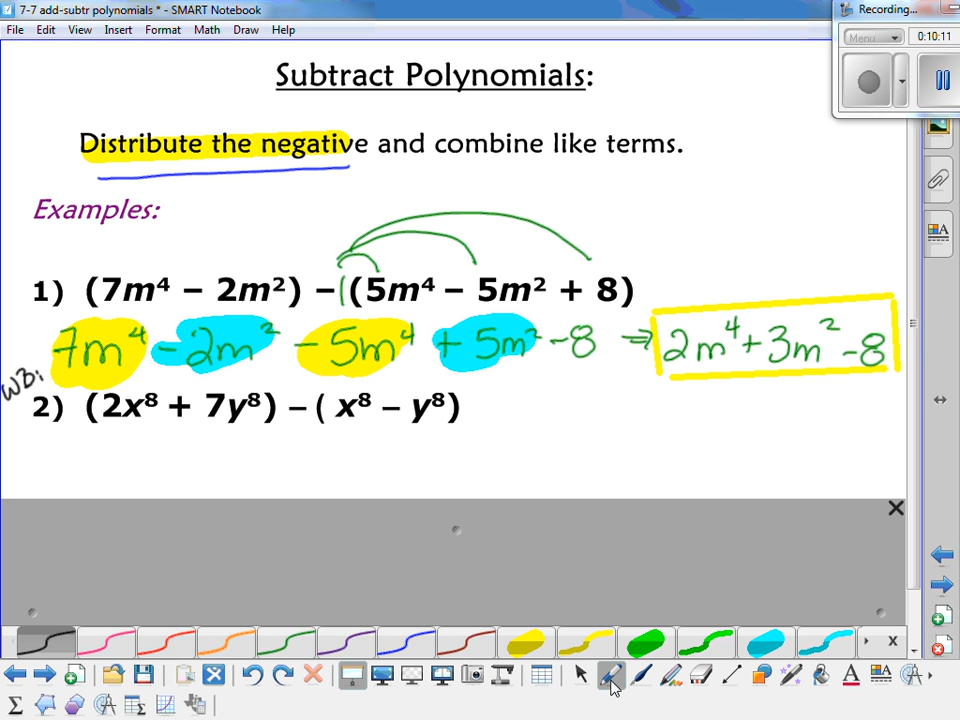 7-7 add-subtr polynomials * - SMART Notebook
Recording...
File Edit View Insert Format Math Draw Help
Menu 0:10:11
Subtract Polynomials:
Distribute the negative and combine like terms.
Examples:
1) (7m⁴ – 2m²) – ((5m⁴ – 5m² + 8)
7m⁴ - 2m² - 5m⁴ + 5m² - 8 ⇒ 2m⁴ + 3m² - 8
WB:
2) (2x⁸ + 7y⁸) – ( x⁸ – y⁸)